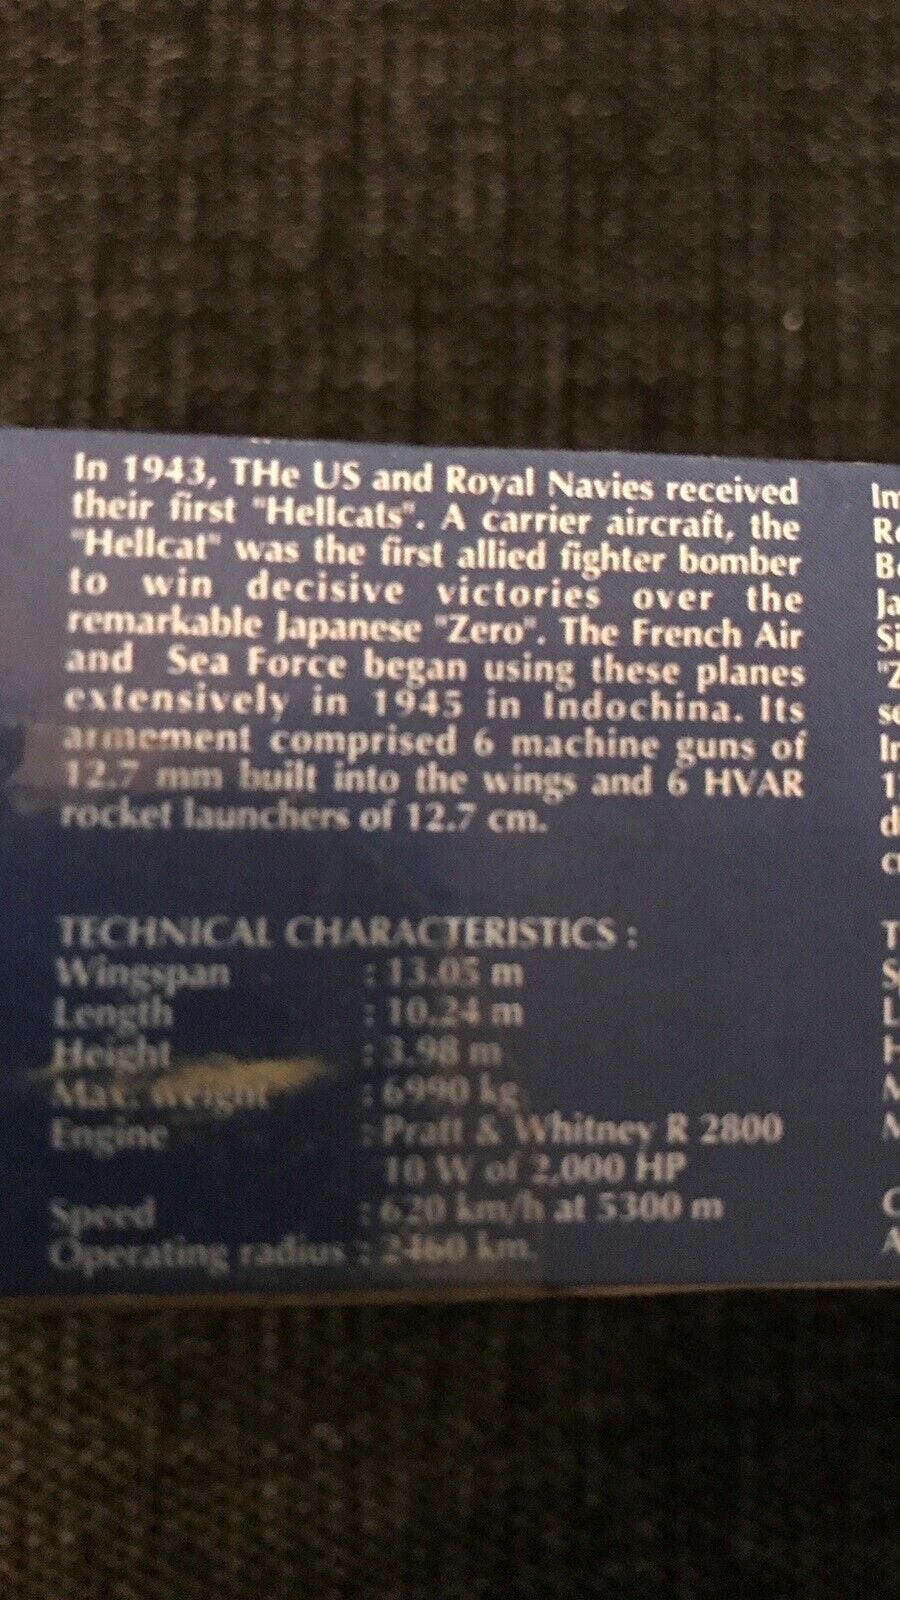 In 1943, THe US and Royal Navies received
their first "Hellcats". A carrier aircraft, the
"Hellcat" was the first allied fighter bomber
to win decisive victories over the
remarkable Japanese "Zero". The French Air
and Sea Force began using these planes
extensively in 1945 in Indochina. Its
armement comprised 6 machine guns of
12.7 mm built into the wings and 6 HVAR
rocket launchers of 12.7 cm.
TECHNICAL CHARACTERISTICS :
Wingspan : 13.05 m
Length : 10.24 m
Height : 3.98 m
Max. weight : 6990 kg
Engine : Pratt & Whitney R 2800
10 W of 2,000 HP
Speed : 620 km/h at 5300 m
Operating radius : 2460 km.